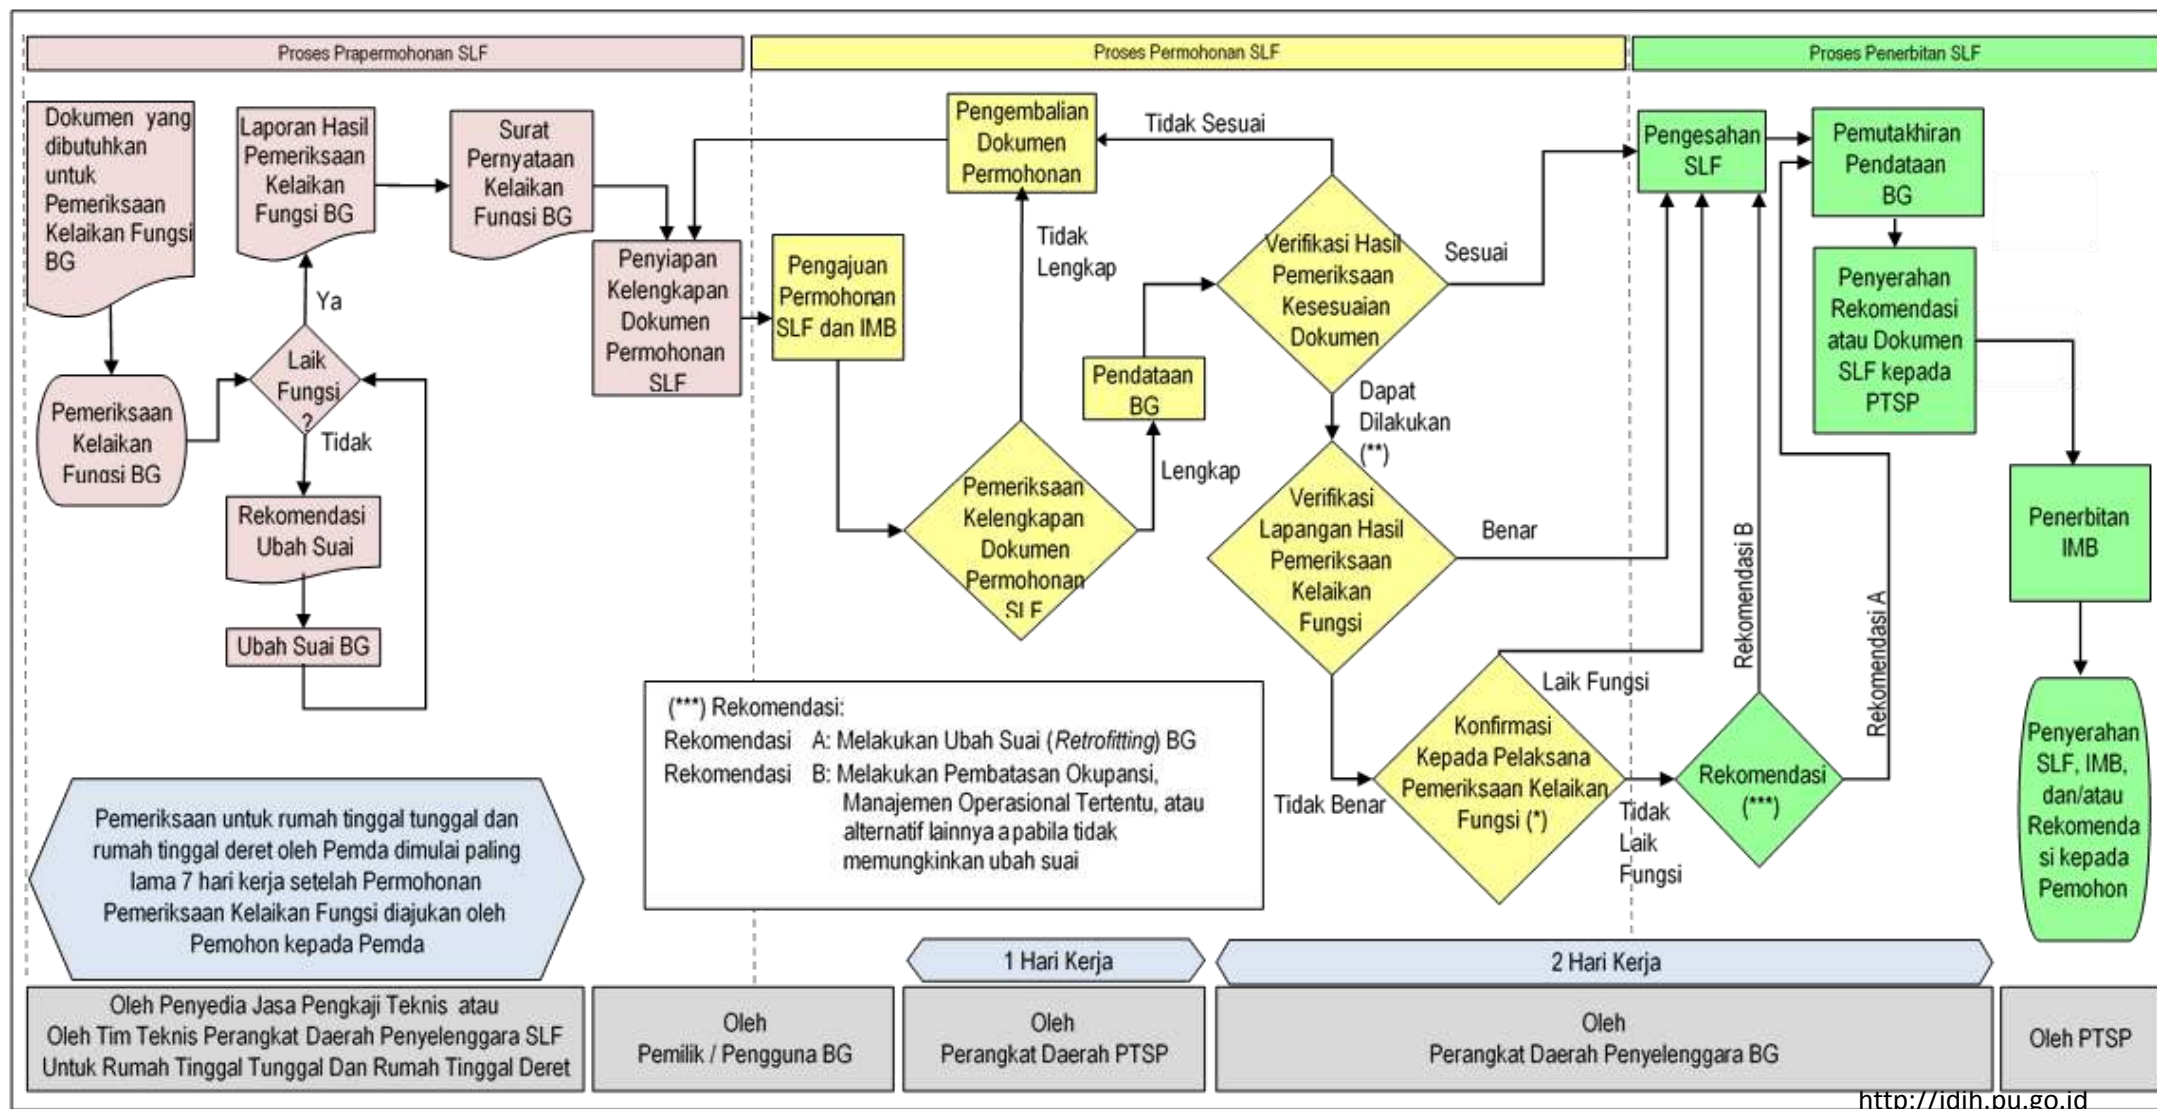 Proses Prapermohonan SLF
Proses Permohonan SLF
Proses Penerbitan SLF
Dokumen yang
dibutuhkan
untuk
Pemeriksaan
Kelaikan Fungsi
BG
Laporan Hasil
Pemeriksaan
Kelaikan
Fungsi BG
Surat
Pernyataan
Kelaikan
Fungsi BG
Ya
Laik
Fungsi
?
Tidak
Pemeriksaan
Kelaikan
Fungsi BG
Rekomendasi
Ubah Suai
Ubah Suai BG
Penyiapan
Kelengkapan
Dokumen
Permohonan
SLF
Pengajuan
Permohonan
SLF dan IMB
Pengembalian
Dokumen
Permohonan
Tidak Sesuai
Tidak
Lengkap
Pendataan
BG
Lengkap
Pemeriksaan
Kelengkapan
Dokumen
Permohonan
SLF
Verifikasi Hasil
Pemeriksaan
Kesesuaian
Dokumen
Sesuai
Dapat
Dilakukan
(**)
Verifikasi
Lapangan Hasil
Pemeriksaan
Kelaikan
Fungsi
Benar
Tidak Benar
Konfirmasi
Kepada Pelaksana
Pemeriksaan Kelaikan
Fungsi (*)
Laik Fungsi
Tidak
Laik
Fungsi
Pengesahan
SLF
Pemutakhiran
Pendataan
BG
Penyerahan
Rekomendasi
atau Dokumen
SLF kepada
PTSP
Rekomendasi B
Rekomendasi A
Rekomendasi
(***)
Penerbitan
IMB
Penyerahan
SLF, IMB,
dan/atau
Rekomenda
si kepada
Pemohon
(***) Rekomendasi:
Rekomendasi A: Melakukan Ubah Suai (Retrofitting) BG
Rekomendasi B: Melakukan Pembatasan Okupansi,
Manajemen Operasional Tertentu, atau
alternatif lainnya apabila tidak
memungkinkan ubah suai
Pemeriksaan untuk rumah tinggal tunggal dan
rumah tinggal deret oleh Pemda dimulai paling
lama 7 hari kerja setelah Permohonan
Pemeriksaan Kelaikan Fungsi diajukan oleh
Pemohon kepada Pemda
1 Hari Kerja
2 Hari Kerja
Oleh Penyedia Jasa Pengkaji Teknis atau
Oleh Tim Teknis Perangkat Daerah Penyelenggara SLF
Untuk Rumah Tinggal Tunggal Dan Rumah Tinggal Deret
Oleh
Pemilik / Pengguna BG
Oleh
Perangkat Daerah PTSP
Oleh
Perangkat Daerah Penyelenggara BG
Oleh PTSP
http://jdih.pu.go.id